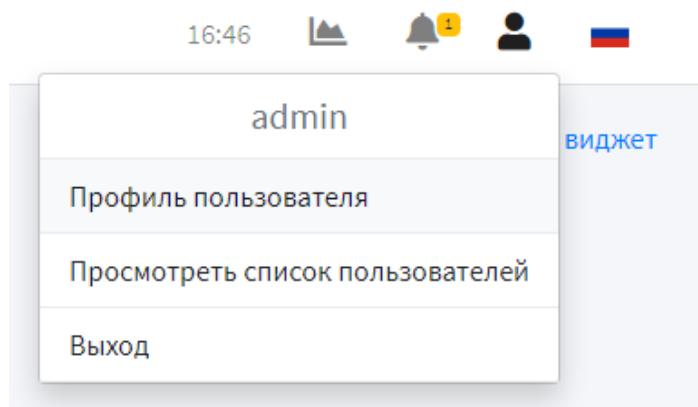 16:46
1
admin
виджет
Профиль пользователя
Просмотреть список пользователей
Выход